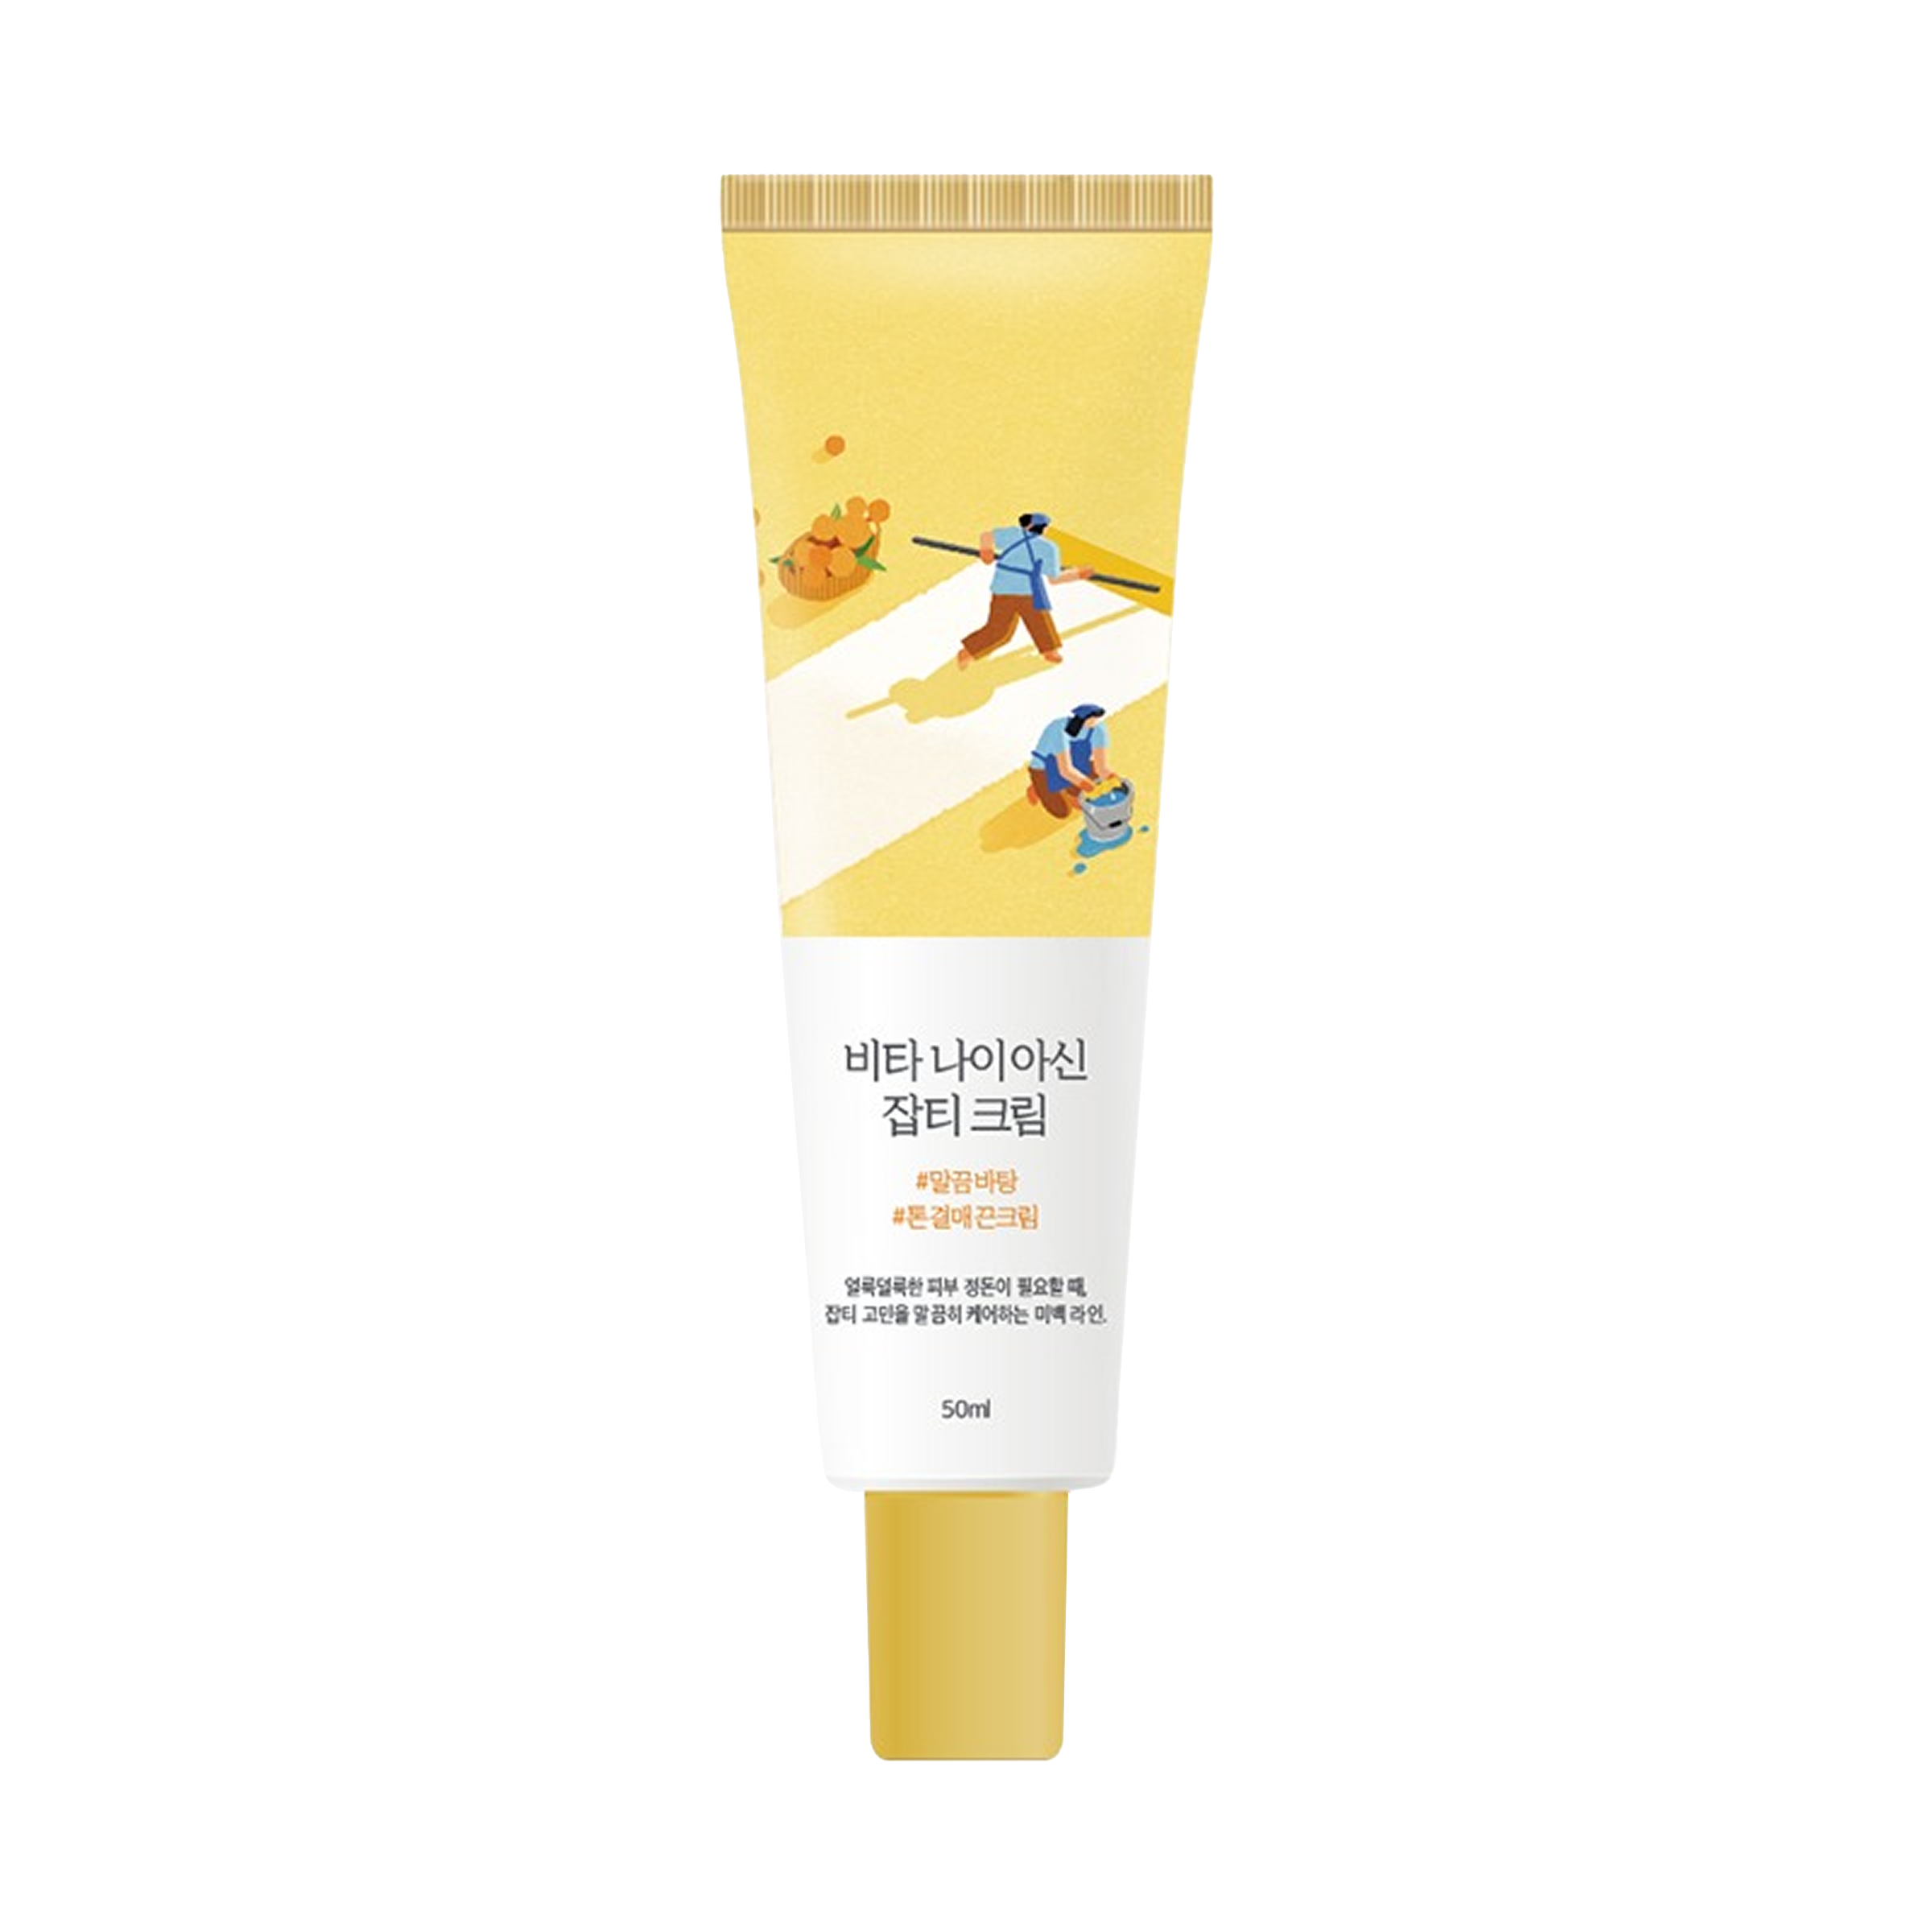 비타 나이아신
잡티 크림
#말끔바탕
#톤결매끈크림
얼룩덜룩한 피부 정돈이 필요할 때,
잡티 고민을 말끔히 케어하는 미백 라인.
50ml